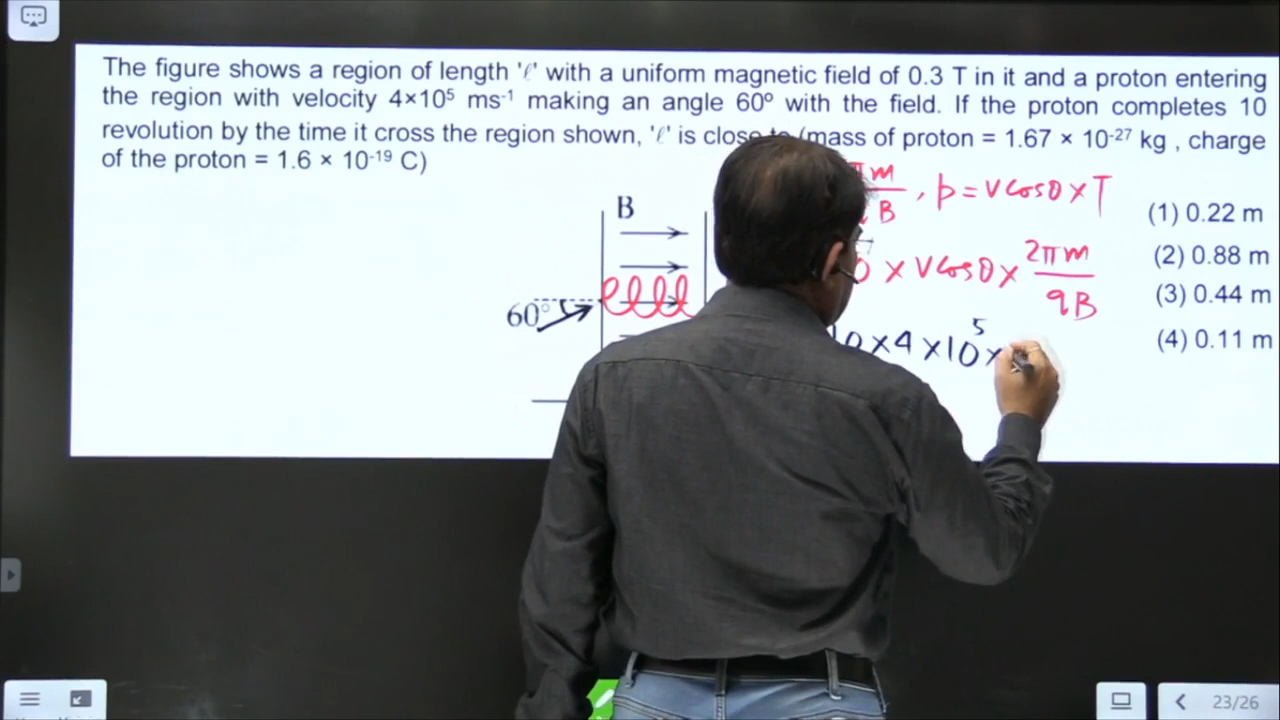 The figure shows a region of length 'ℓ' with a uniform magnetic field of 0.3 T in it and a proton entering
the region with velocity 4×10⁵ ms⁻¹ making an angle 60º with the field. If the proton completes 10
revolution by the time it cross the region shown, 'ℓ' is close to (mass of proton = 1.67 × 10⁻²⁷ kg , charge
of the proton = 1.6 × 10⁻¹⁹ C)
πm
B , p = v cosθ × T
B
(1) 0.22 m
(2) 0.88 m
× v cosθ × 2πm
qB
(3) 0.44 m
60°
× 4 × 10⁵ ×
(4) 0.11 m
23/26